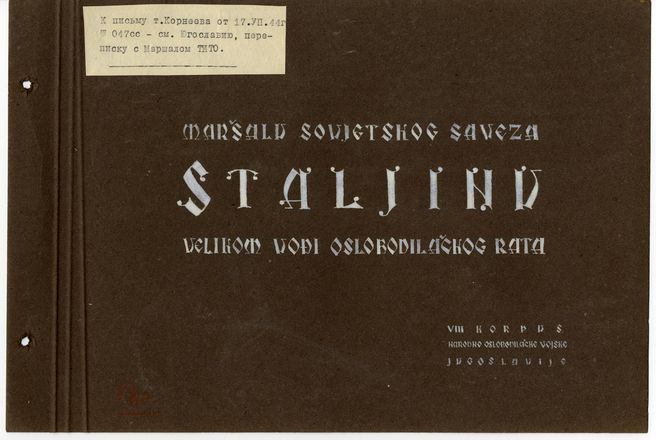 К письму т.Корнеева от 17.УП.44г
№ 047сс - см. Югославию, пере-
писку с Маршалом ТИТО.
MARŠALU SOVJETSKOG SAVEZA
STALJINU
VELIKOM VOĐI OSLOBODILAČKOG RATA
VIII KORPUS
NARODNO OSLOBODILAČKE VOJSKE
JUGOSLAVIJE